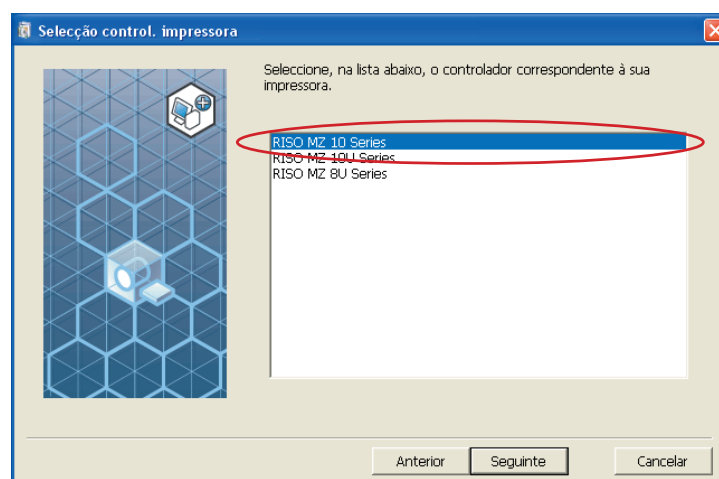 Selecção control. impressora
Seleccione, na lista abaixo, o controlador correspondente à sua
impressora.
RISO MZ 10 Series
RISO MZ 10U Series
RISO MZ 8U Series
Anterior
Seguinte
Cancelar